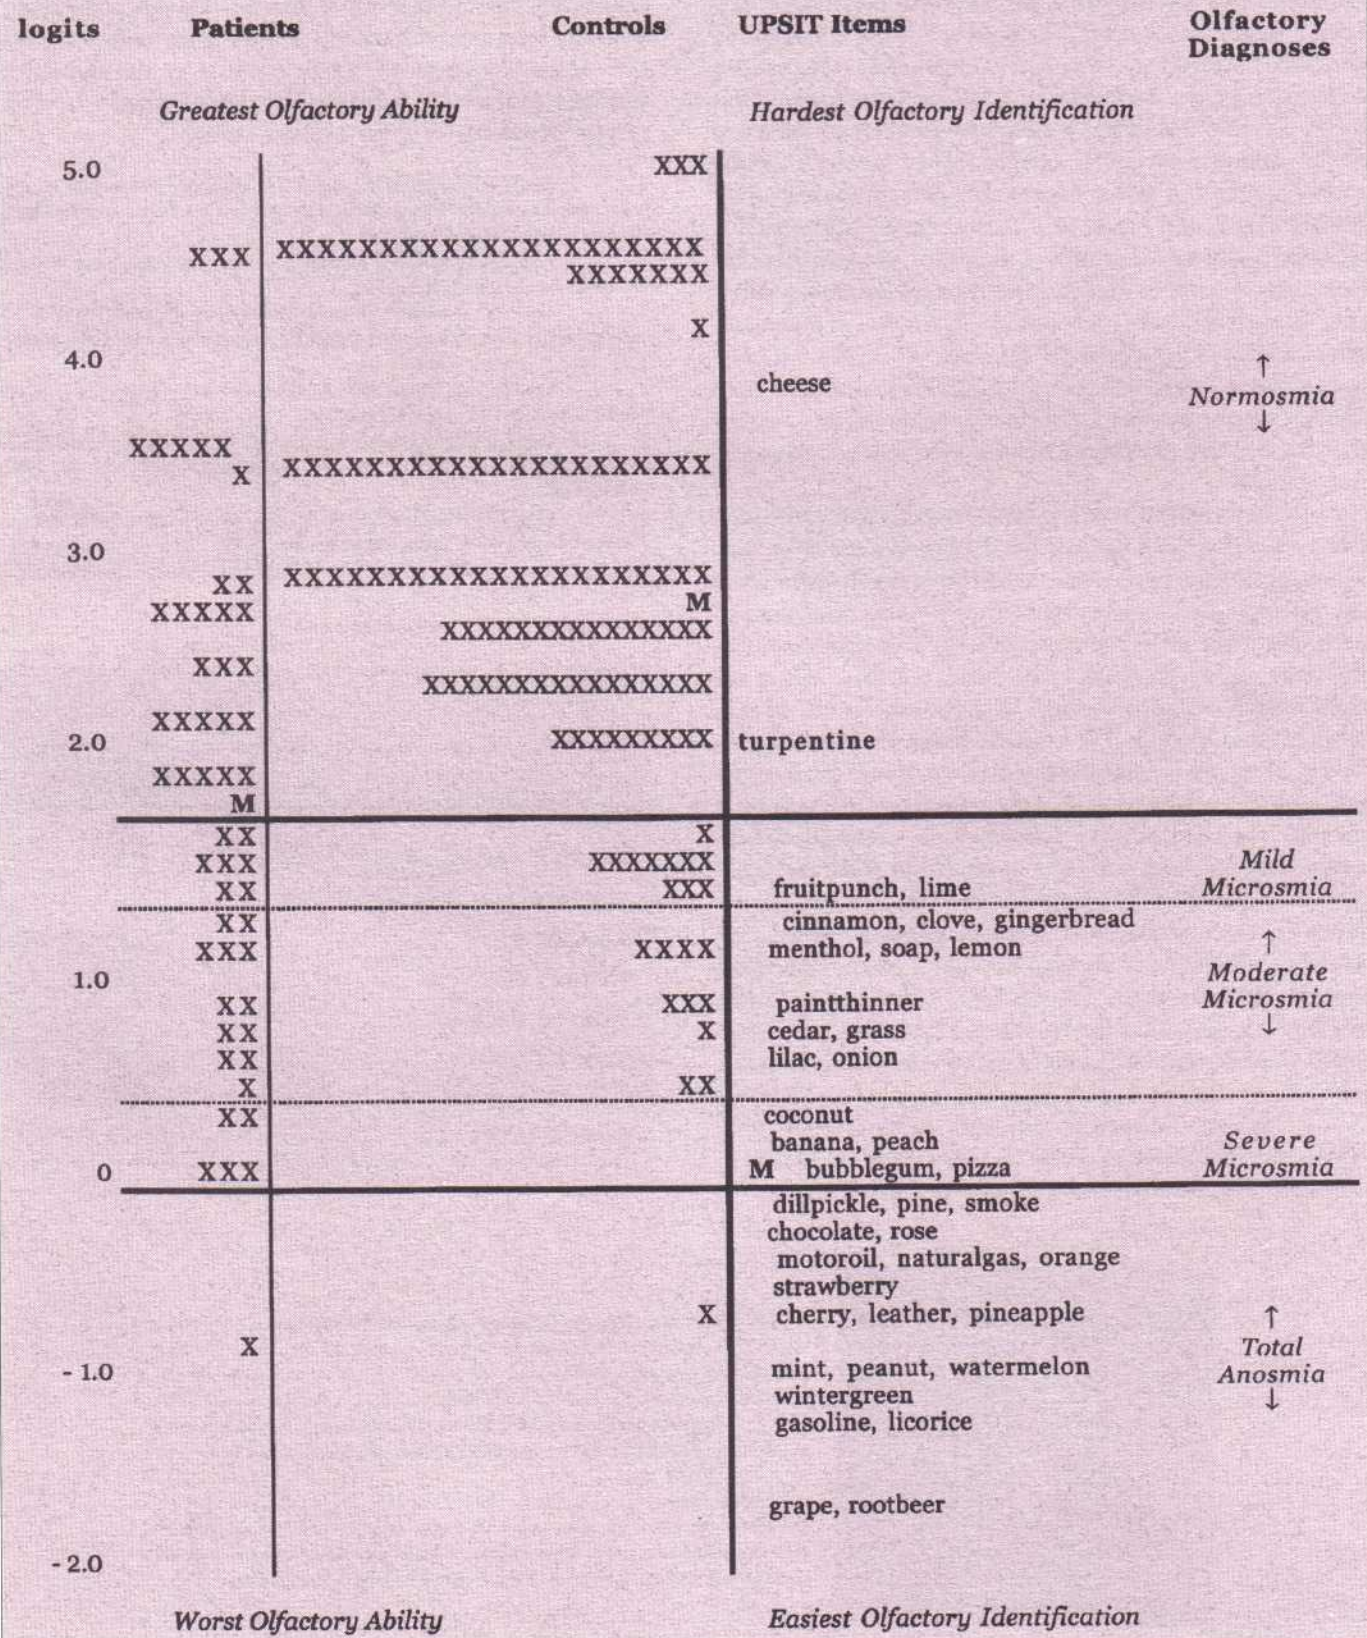 logits Patients Controls UPSIT Items Olfactory Diagnoses
Greatest Olfactory Ability Hardest Olfactory Identification
5.0 XXX
XXX XXXXXXXXXXXXXXXXXXXXX
XXXXXXX
X
4.0 ↑
cheese Normosmia
↓
XXXXX
X XXXXXXXXXXXXXXXXXXXXX
3.0
XX XXXXXXXXXXXXXXXXXXXXX
XXXXX M
XXXXXXXXXXXXXXX
XXX
XXXXXXXXXXXXXXXX
XXXXX
2.0 XXXXXXXXX turpentine
XXXXX
M
XX X
XXX XXXXXXX Mild
XX XXX fruitpunch, lime Microsmia
XX cinnamon, clove, gingerbread
XXX XXXX menthol, soap, lemon ↑
1.0 Moderate
XX XXX paintthinner Microsmia
XX X cedar, grass ↓
XX lilac, onion
X XX
XX coconut
banana, peach Severe
0 XXX M bubblegum, pizza Microsmia
dillpickle, pine, smoke
chocolate, rose
motoroil, naturalgas, orange
strawberry
X cherry, leather, pineapple ↑
X Total
- 1.0 mint, peanut, watermelon Anosmia
wintergreen ↓
gasoline, licorice
grape, rootbeer
- 2.0
Worst Olfactory Ability Easiest Olfactory Identification